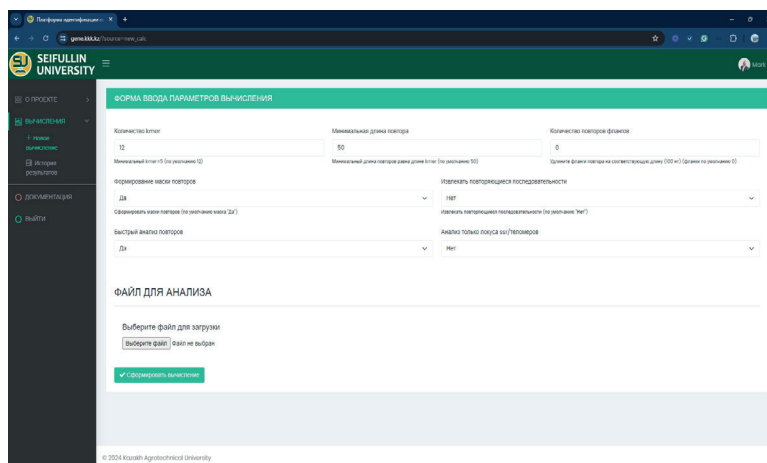 Платформа идентификации
gene.kkk.kz/?source=new_calc
SEIFULLIN
UNIVERSITY
Mark
О ПРОЕКТЕ
ВЫЧИСЛЕНИЯ
+ Новое
вычисление
История
результатов
ДОКУМЕНТАЦИЯ
ВЫЙТИ
ФОРМА ВВОДА ПАРАМЕТРОВ ВЫЧИСЛЕНИЯ
Количество kmer Минимальная длина повтора Количество повторов флангов
12 50 0
Минимальный kmer=5 (по умолчанию 12) Минимальный длина повторов равна длине kmer (по умолчанию 50) Удлините фланги повтора на соответствующую длину (100 нт) (фланги по умолчанию 0)
Формирование маски повторов Извлекать повторяющиеся последовательности
Да Нет
Сформировать маски повторов (по умолчанию маска "Да") Извлекать повторяющиеся последовательности (по умолчанию "Нет")
Быстрый анализ повторов Анализ только локуса ssr/теломеров
Да Нет
ФАЙЛ ДЛЯ АНАЛИЗА
Выберите файл для загрузки
Выберите файл Файл не выбран
Сформировать вычисление
© 2024 Kazakh Agrotechnical University